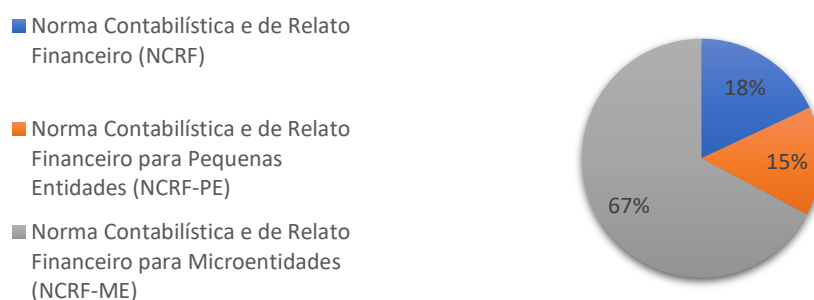 Norma Contabilística e de Relato
Financeiro (NCRF)
Norma Contabilística e de Relato
Financeiro para Pequenas
Entidades (NCRF-PE)
Norma Contabilística e de Relato
Financeiro para Microentidades
(NCRF-ME)
18%
15%
67%